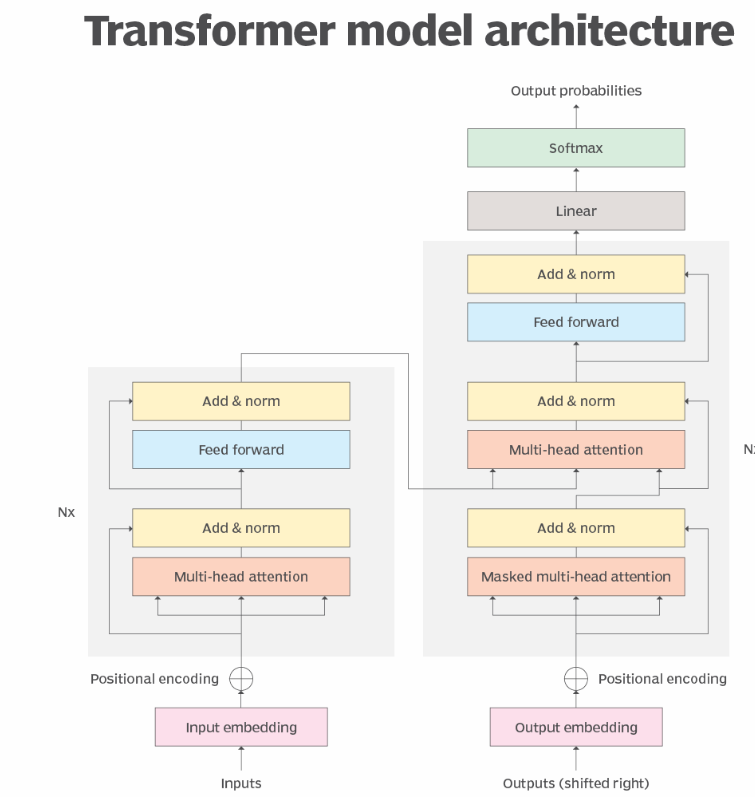 Transformer model architecture
Output probabilities
Softmax
Linear
Add & norm
Feed forward
Add & norm
Multi-head attention
Add & norm
Masked multi-head attention
Positional encoding
Output embedding
Outputs (shifted right)
Add & norm
Feed forward
Nx
Add & norm
Multi-head attention
Positional encoding
Input embedding
Inputs